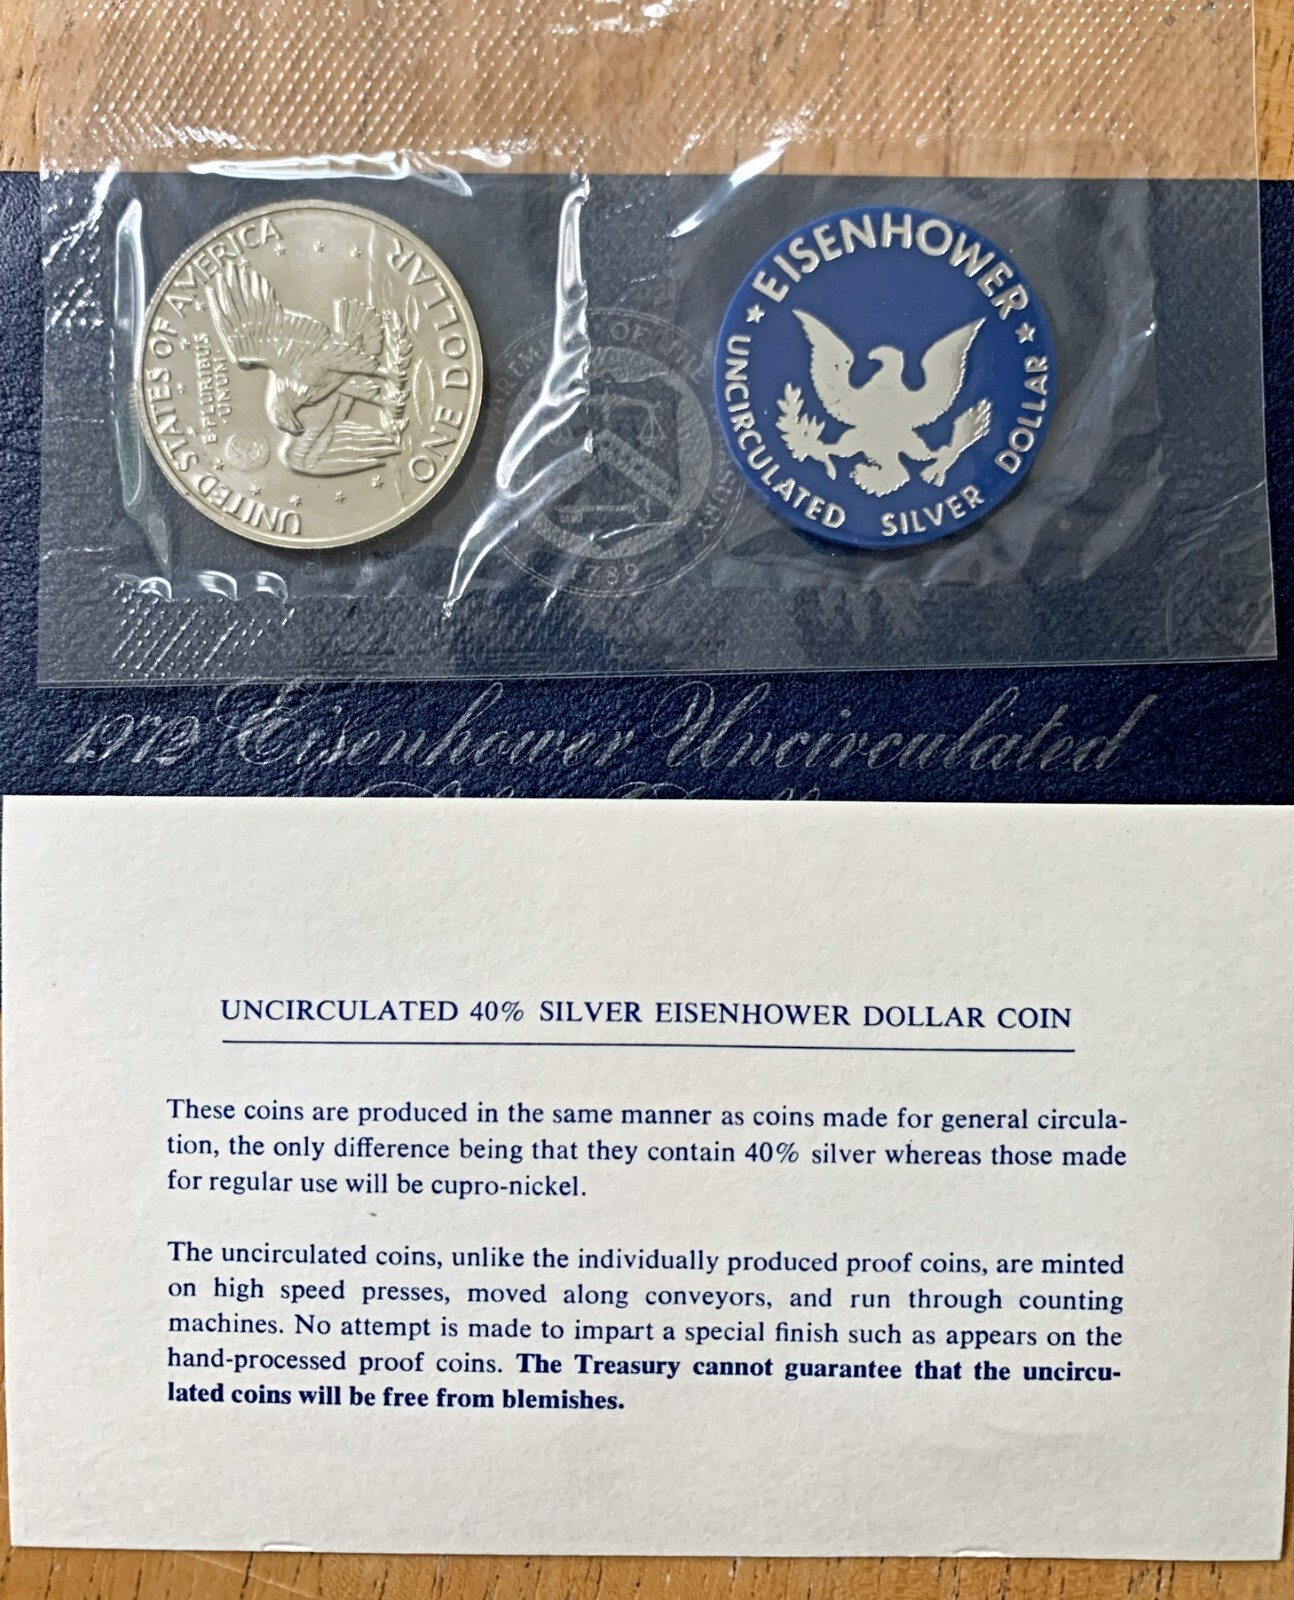 UNITED STATES OF AMERICA
E PLURIBUS
UNUM
ONE DOLLAR
EISENHOWER
UNCIRCULATED SILVER DOLLAR
OF THE
1972 Eisenhower Uncirculated
UNCIRCULATED 40% SILVER EISENHOWER DOLLAR COIN
These coins are produced in the same manner as coins made for general circula-
tion, the only difference being that they contain 40% silver whereas those made
for regular use will be cupro-nickel.
The uncirculated coins, unlike the individually produced proof coins, are minted
on high speed presses, moved along conveyors, and run through counting
machines. No attempt is made to impart a special finish such as appears on the
hand-processed proof coins. The Treasury cannot guarantee that the uncircu-
lated coins will be free from blemishes.